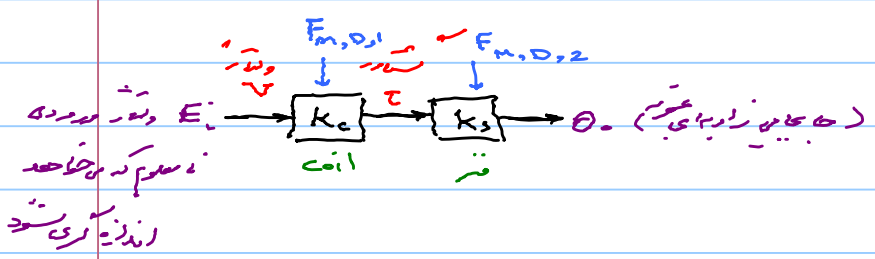 F_{M,D,1}
F_{M,D,2}
ولتاژ
V
گشتاور
τ
ولتاژ ورودی E_i → K_c → K_s → θ_o (جابجایی زاویه‌ای عقربه)
coil
فنر
نامعلوم که می‌خواهد
اندازه گیری شود